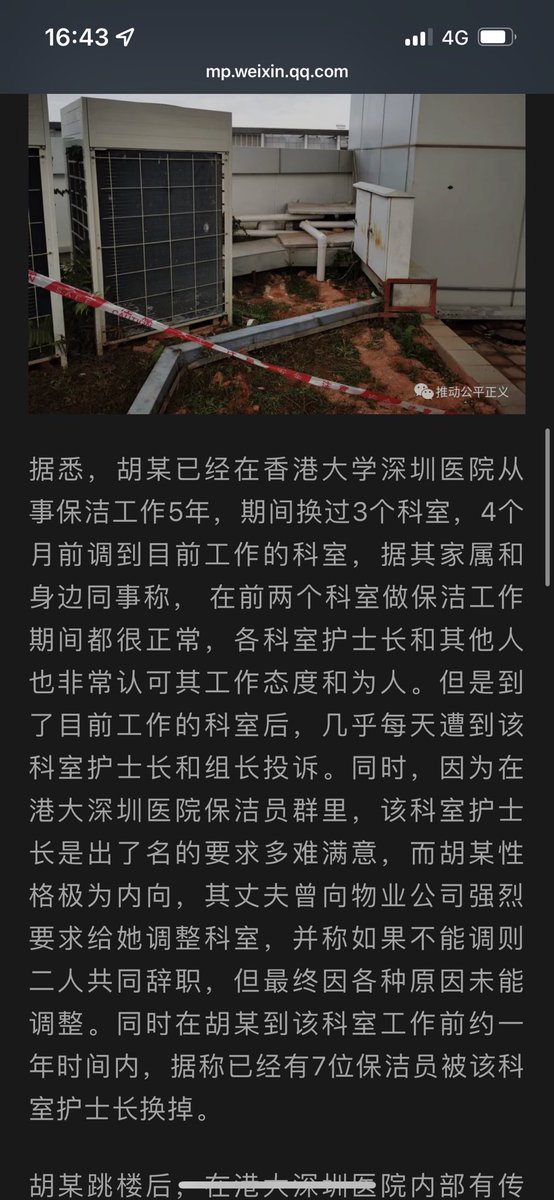 16:43
4G
mp.weixin.qq.com
推动公平正义
据悉，胡某已经在香港大学深圳医院从
事保洁工作5年，期间换过3个科室，4个
月前调到目前工作的科室，据其家属和
身边同事称， 在前两个科室做保洁工作
期间都很正常，各科室护士长和其他人
也非常认可其工作态度和为人。但是到
了目前工作的科室后，几乎每天遭到该
科室护士长和组长投诉。同时，因为在
港大深圳医院保洁员群里，该科室护士
长是出了名的要求多难满意，而胡某性
格极为内向，其丈夫曾向物业公司强烈
要求给她调整科室，并称如果不能调则
二人共同辞职，但最终因各种原因未能
调整。同时在胡某到该科室工作前约一
年时间内，据称已经有7位保洁员被该科
室护士长换掉。
胡某跳楼后，在港大深圳医院内部有传